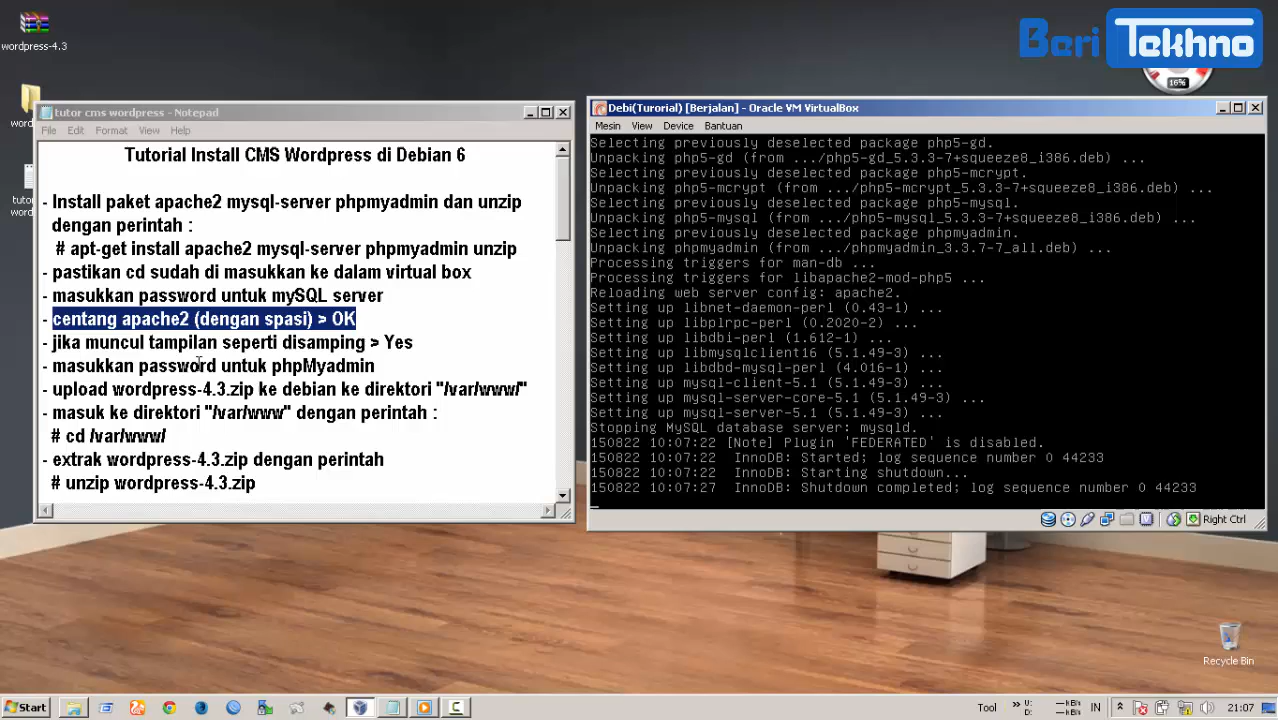 Beri Tekhno
wordpress-4.3
16%
tutor cms wordpress - Notepad
File Edit Format View Help
Tutorial Install CMS Wordpress di Debian 6
- Install paket apache2 mysql-server phpmyadmin dan unzip
dengan perintah :
# apt-get install apache2 mysql-server phpmyadmin unzip
- pastikan cd sudah di masukkan ke dalam virtual box
- masukkan password untuk mySQL server
- centang apache2 (dengan spasi) > OK
- jika muncul tampilan seperti disamping > Yes
- masukkan password untuk phpMyadmin
- upload wordpress-4.3.zip ke debian ke direktori "/var/www/"
- masuk ke direktori "/var/www" dengan perintah :
# cd /var/www/
- extrak wordpress-4.3.zip dengan perintah
# unzip wordpress-4.3.zip
Debi(Turorial) [Berjalan] - Oracle VM VirtualBox
Mesin View Device Bantuan
Selecting previously deselected package php5-gd.
Unpacking php5-gd (from .../php5-gd_5.3.3-7+squeeze8_i386.deb) ...
Selecting previously deselected package php5-mcrypt.
Unpacking php5-mcrypt (from .../php5-mcrypt_5.3.3-7+squeeze8_i386.deb) ...
Selecting previously deselected package php5-mysql.
Unpacking php5-mysql (from .../php5-mysql_5.3.3-7+squeeze8_i386.deb) ...
Selecting previously deselected package phpmyadmin.
Unpacking phpmyadmin (from .../phpmyadmin_3.3.7-7_all.deb) ...
Processing triggers for man-db ...
Processing triggers for libapache2-mod-php5 ...
Reloading web server config: apache2.
Setting up libnet-daemon-perl (0.43-1) ...
Setting up libplrpc-perl (0.2020-2) ...
Setting up libdbi-perl (1.612-1) ...
Setting up libmysqlclient16 (5.1.49-3) ...
Setting up libdbd-mysql-perl (4.016-1) ...
Setting up mysql-client-5.1 (5.1.49-3) ...
Setting up mysql-server-core-5.1 (5.1.49-3) ...
Setting up mysql-server-5.1 (5.1.49-3) ...
Stopping MySQL database server: mysqld.
150822 10:07:22 [Note] Plugin 'FEDERATED' is disabled.
150822 10:07:22 InnoDB: Started; log sequence number 0 44233
150822 10:07:22 InnoDB: Starting shutdown...
150822 10:07:27 InnoDB: Shutdown completed; log sequence number 0 44233
Right Ctrl
Recycle Bin
Start
Tool
IN
21:07